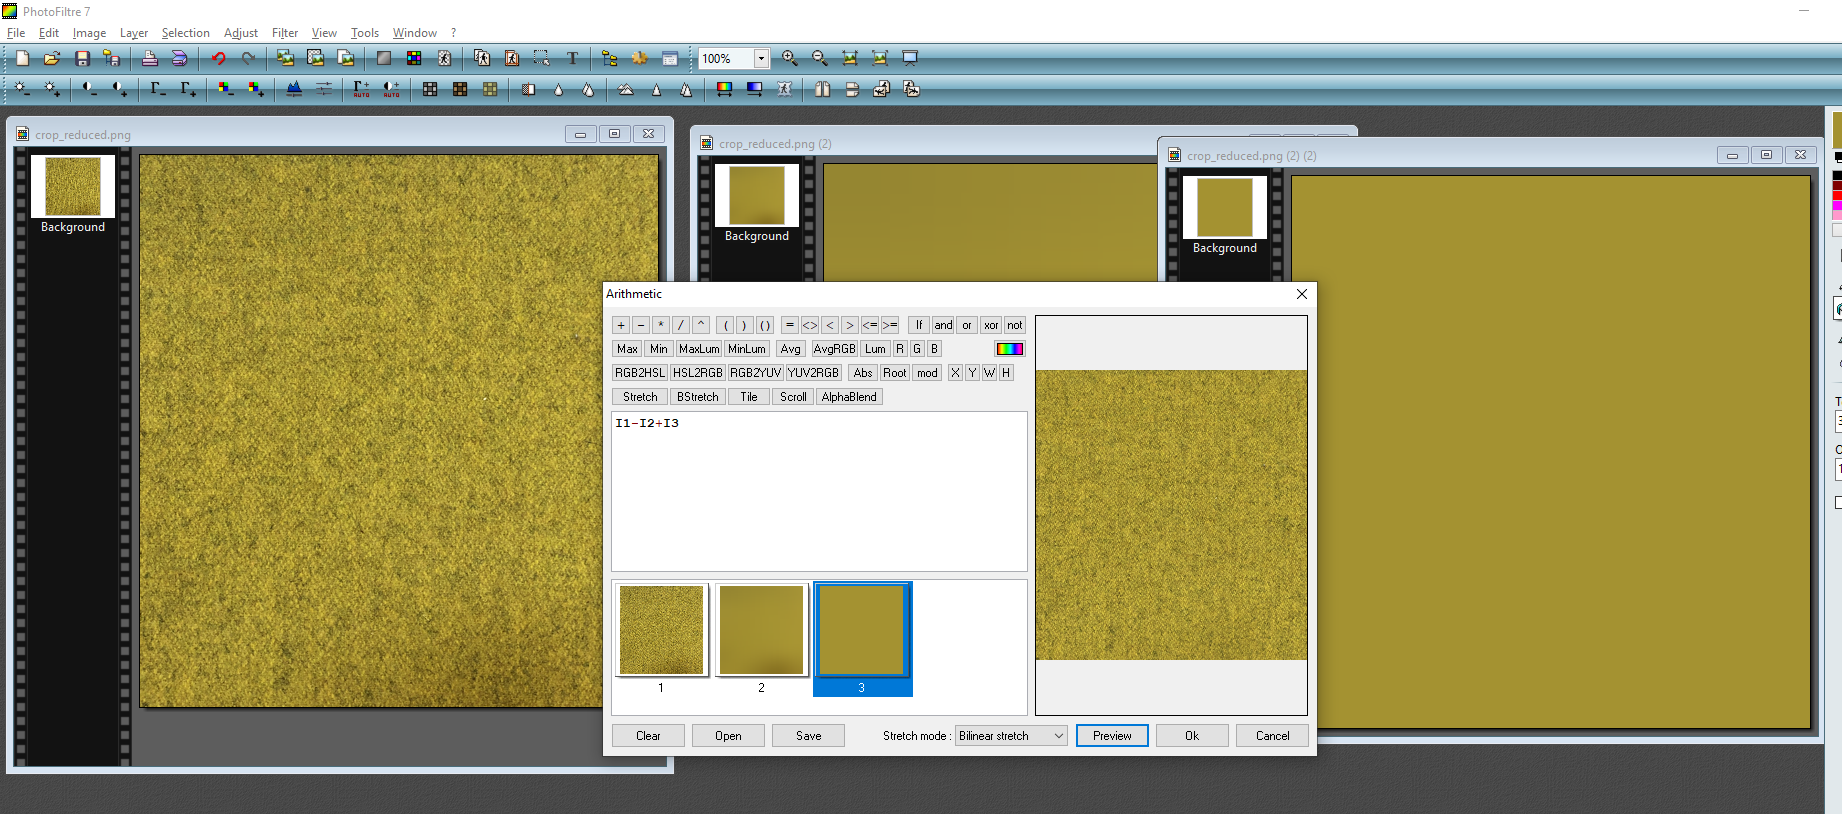 PhotoFiltre 7
File Edit Image Layer Selection Adjust Filter View Tools Window ?
100%
AUTO AUTO
crop_reduced.png
Background
crop_reduced.png (2)
Background
crop_reduced.png (2) (2)
Background
Arithmetic
+ - * / ^ ( ) () = <> < > <= >= If and or xor not
Max Min MaxLum MinLum Avg AvgRGB Lum R G B
RGB2HSL HSL2RGB RGB2YUV YUV2RGB Abs Root mod X Y W H
Stretch BStretch Tile Scroll AlphaBlend
I1-I2+I3
1 2 3
Clear Open Save Stretch mode : Bilinear stretch Preview Ok Cancel